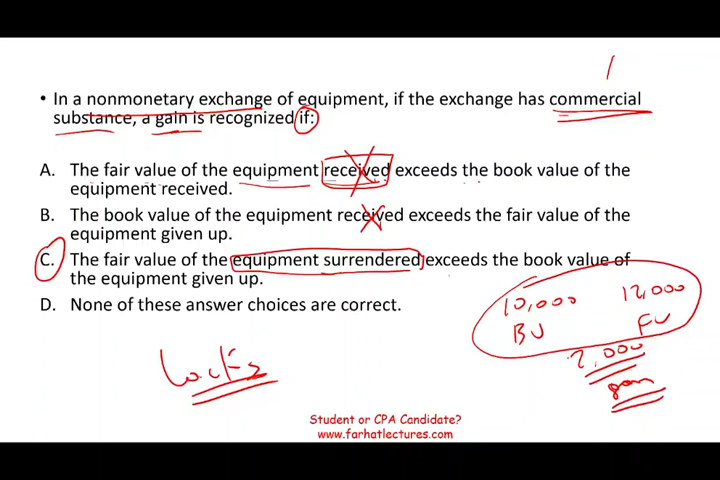 • In a nonmonetary exchange of equipment, if the exchange has commercial
substance, a gain is recognized if:
A. The fair value of the equipment received exceeds the book value of the
equipment received.
B. The book value of the equipment received exceeds the fair value of the
equipment given up.
C. The fair value of the equipment surrendered exceeds the book value of
the equipment given up.
10,000 12,000
D. None of these answer choices are correct.
BV FV
2,000
Lacks
gain
Student or CPA Candidate?
www.farhatlectures.com